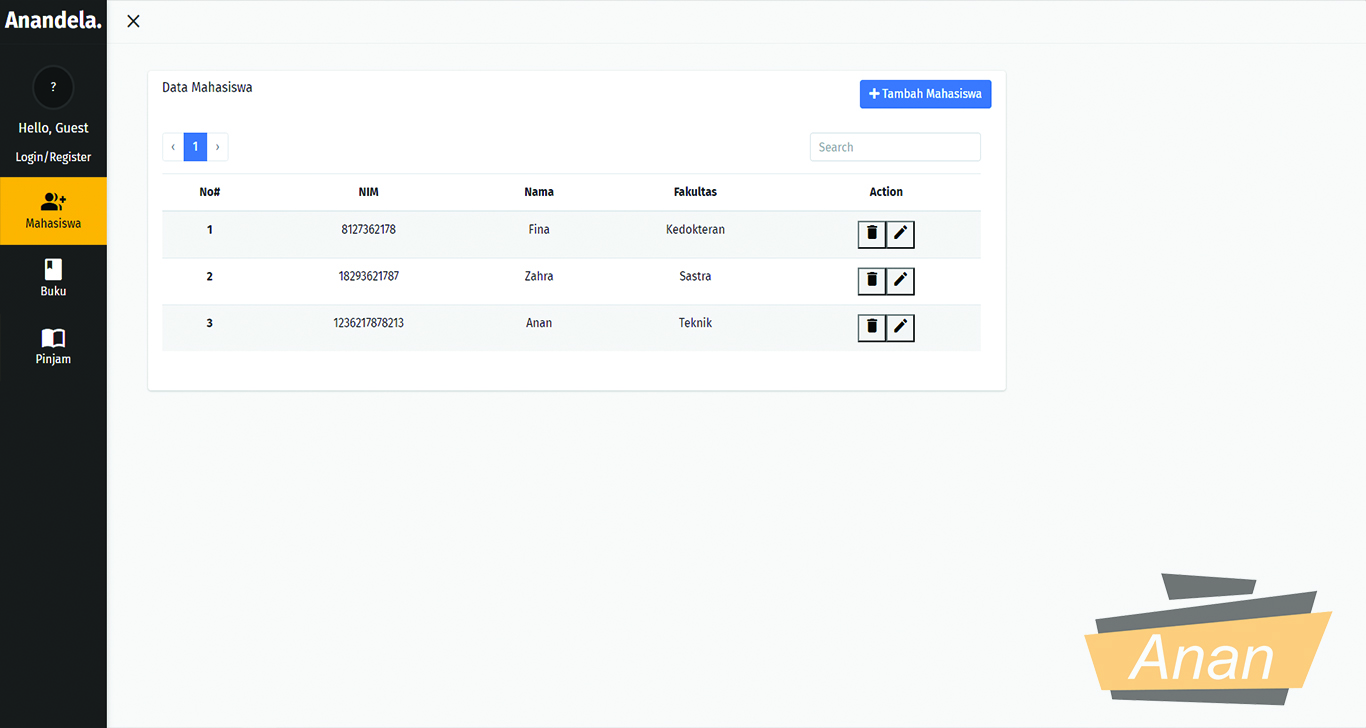 Anandela.
?
Hello, Guest
Login/Register
Mahasiswa
Buku
Pinjam
Data Mahasiswa
Tambah Mahasiswa
‹ 1 ›
Search
No# NIM Nama Fakultas Action
1 8127362178 Fina Kedokteran
2 18293621787 Zahra Sastra
3 1236217878213 Anan Teknik
Anan